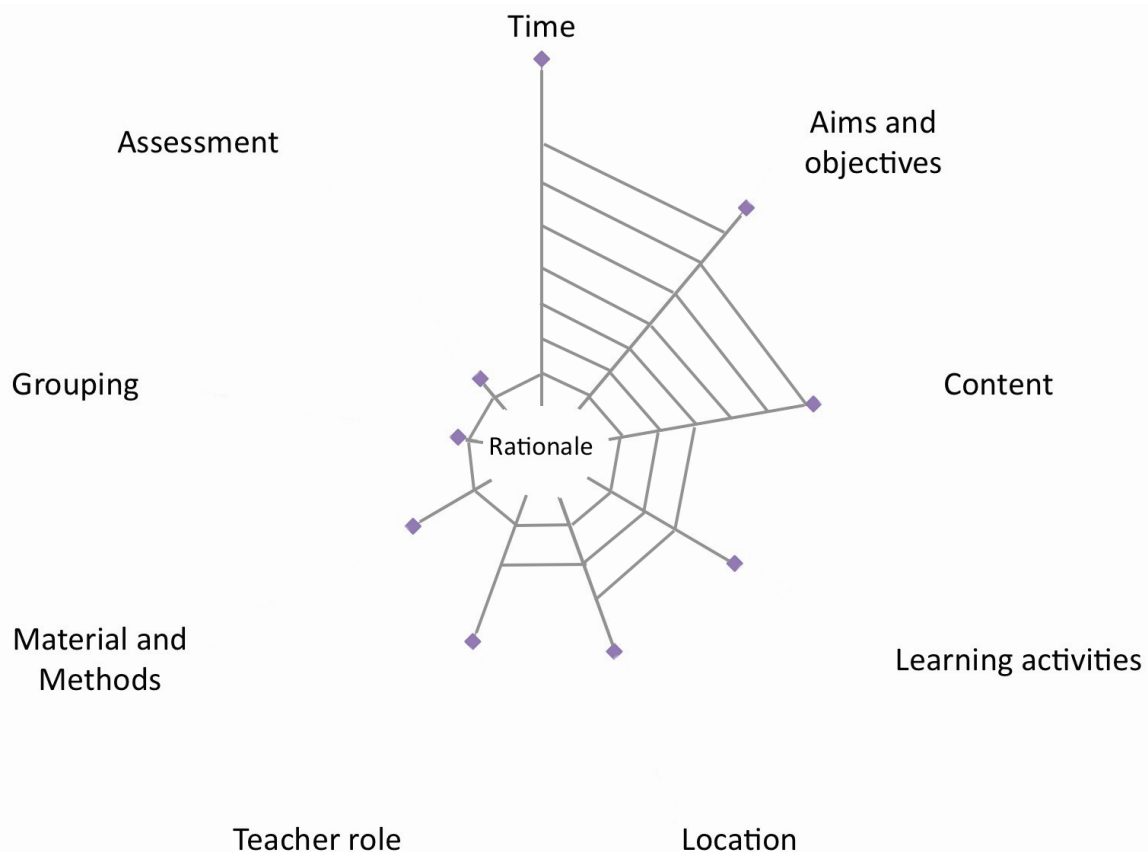 Time
Aims and
objectives
Assessment
Grouping
Content
Rationale
Material and
Methods
Learning activities
Teacher role
Location